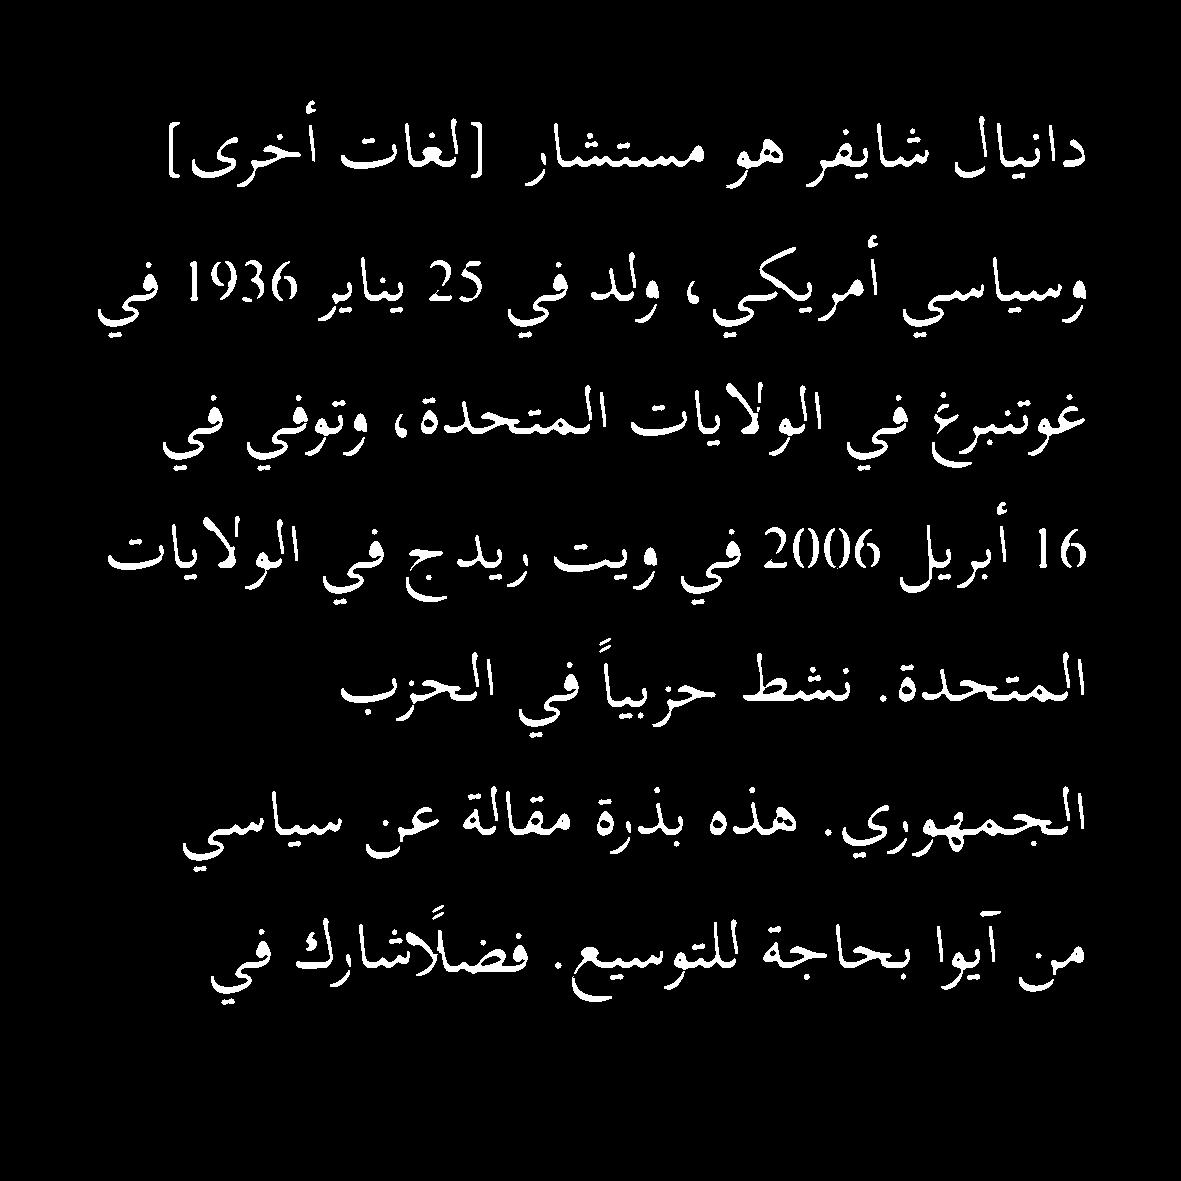 دانيال شايفر هو مستشار  [لغات أخرى]
وسياسي أمريكي، ولد في 25 يناير 1936 في
غوتنبرغ في الولايات المتحدة، وتوفي في
16 أبريل 2006 في ويت ريدج في الولايات
المتحدة. نشط حزبياً في الحزب
الجمهوري. هذه بذرة مقالة عن سياسي
من آيوا بحاجة للتوسيع. فضلًاشارك في